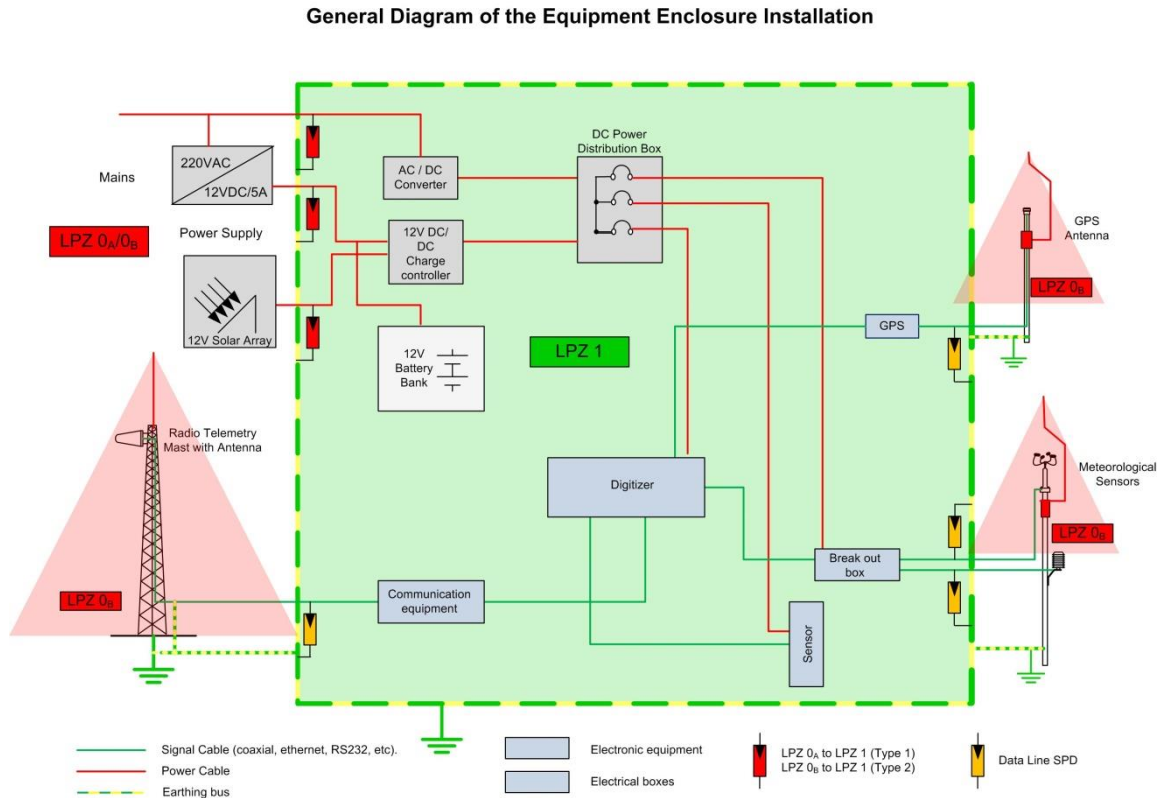 General Diagram of the Equipment Enclosure Installation
DC Power
Distribution Box
220VAC
12VDC/5A
Mains
AC / DC
Converter
GPS
Antenna
Power Supply
LPZ 0A/0B
12V DC/
DC
Charge
controller
LPZ 0B
12V Solar Array
GPS
LPZ 1
12V
Battery
Bank
Radio Telemetry
Mast with Antenna
Meteorological
Sensors
Digitizer
LPZ 0B
Break out
box
LPZ 0B
Communication
equipment
Sensor
Signal Cable (coaxial, ethernet, RS232, etc).
Power Cable
Earthing bus
Electronic equipment
Electrical boxes
LPZ 0A to LPZ 1 (Type 1)
LPZ 0B to LPZ 1 (Type 2)
Data Line SPD